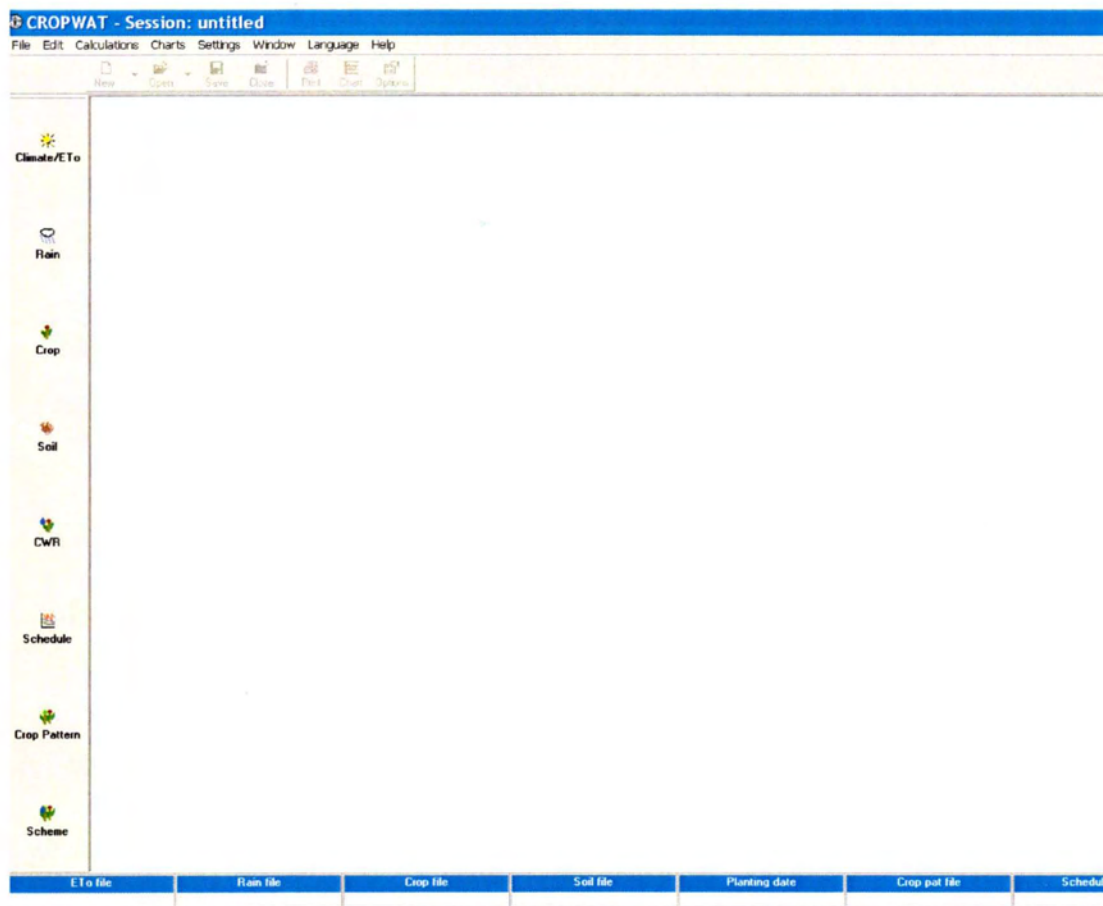 CROPWAT - Session: untitled
File Edit Calculations Charts Settings Window Language Help
New Open Save Close Print Chart Options
Climate/ETo
Rain
Crop
Soil
CWR
Schedule
Crop Pattern
Scheme
ETo file Rain file Crop file Soil file Planting date Crop pat file Schedul